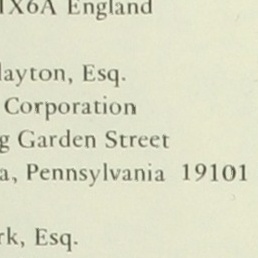 1X6A England
layton, Esq.
Corporation
g Garden Street
a, Pennsylvania 19101
rk, Esq.